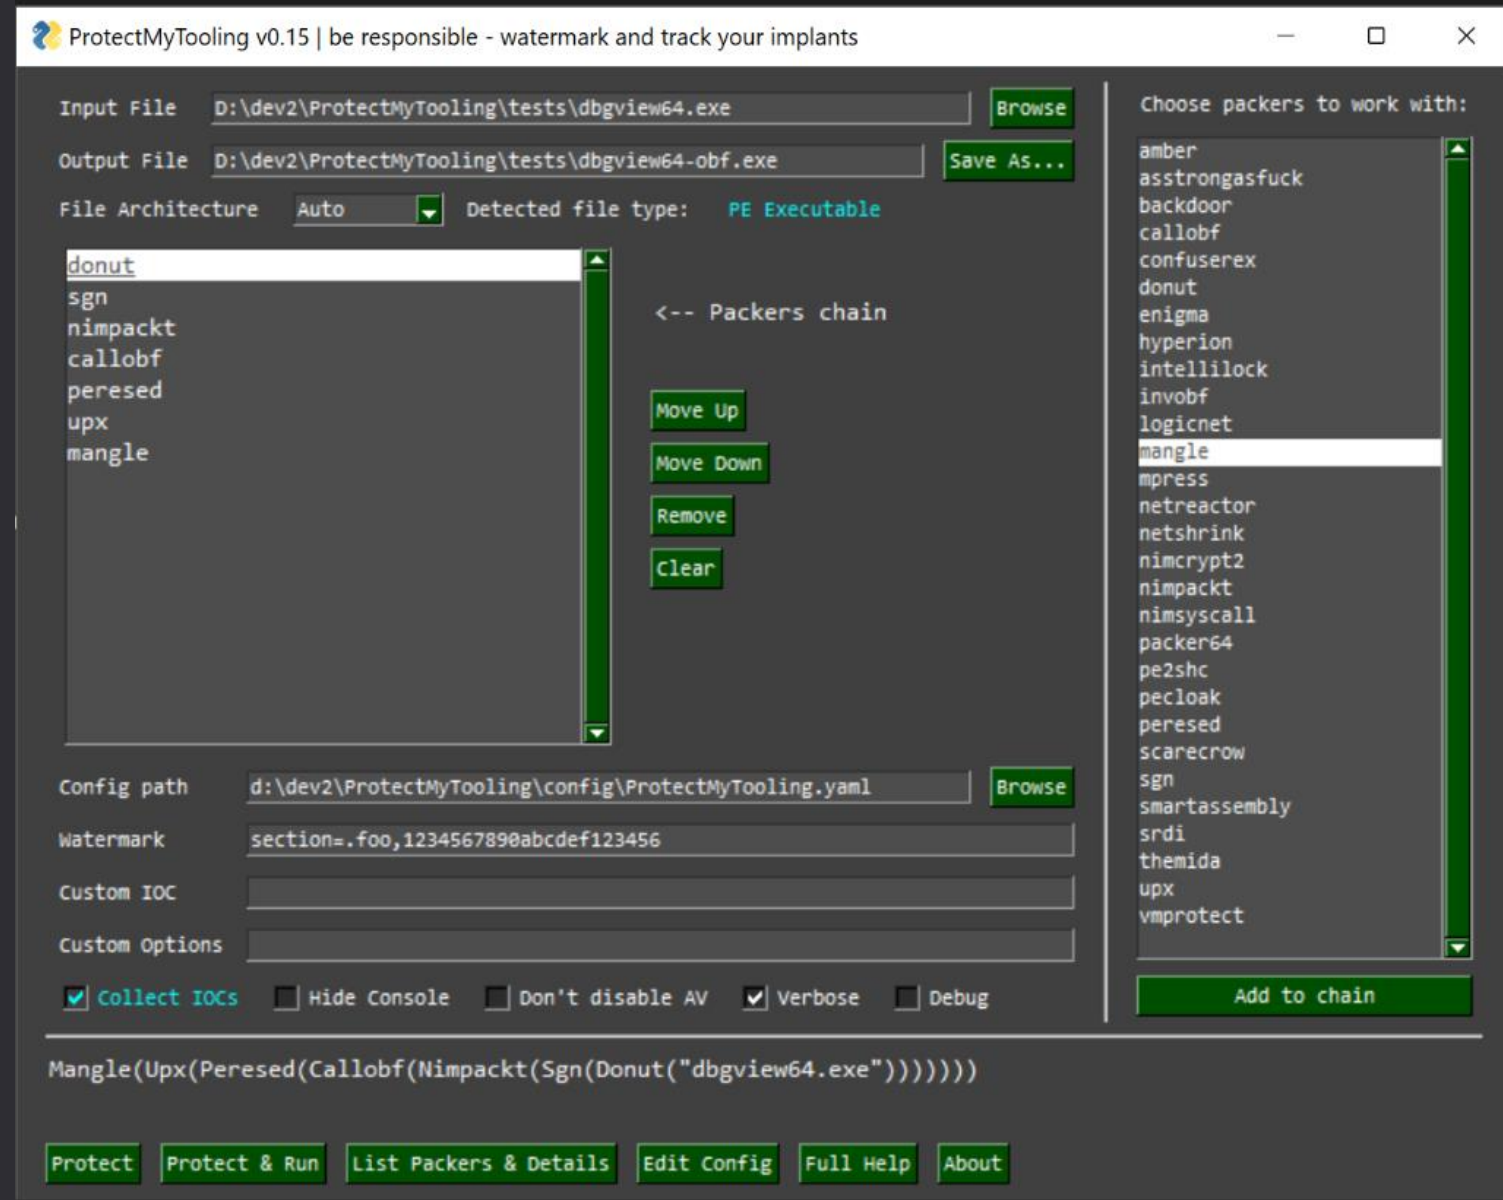 ProtectMyTooling v0.15 | be responsible - watermark and track your implants
Input File D:\dev2\ProtectMyTooling\tests\dbgview64.exe Browse
Output File D:\dev2\ProtectMyTooling\tests\dbgview64-obf.exe Save As...
File Architecture Auto Detected file type: PE Executable
donut
sgn
nimpackt
callobf
peresed
upx
mangle
<-- Packers chain
Move Up
Move Down
Remove
Clear
Config path d:\dev2\ProtectMyTooling\config\ProtectMyTooling.yaml Browse
Watermark section=.foo,1234567890abcdef123456
Custom IOC
Custom Options
Collect IOCs Hide Console Don't disable AV Verbose Debug
Choose packers to work with:
amber
asstrongasfuck
backdoor
callobf
confuserex
donut
enigma
hyperion
intellilock
invobf
logicnet
mangle
mpress
netreactor
netshrink
nimcrypt2
nimpackt
nimsyscall
packer64
pe2shc
pecloak
peresed
scarecrow
sgn
smartassembly
srdi
themida
upx
vmprotect
Add to chain
Mangle(Upx(Peresed(Callobf(Nimpackt(Sgn(Donut("dbgview64.exe")))))))
Protect Protect & Run List Packers & Details Edit Config Full Help About